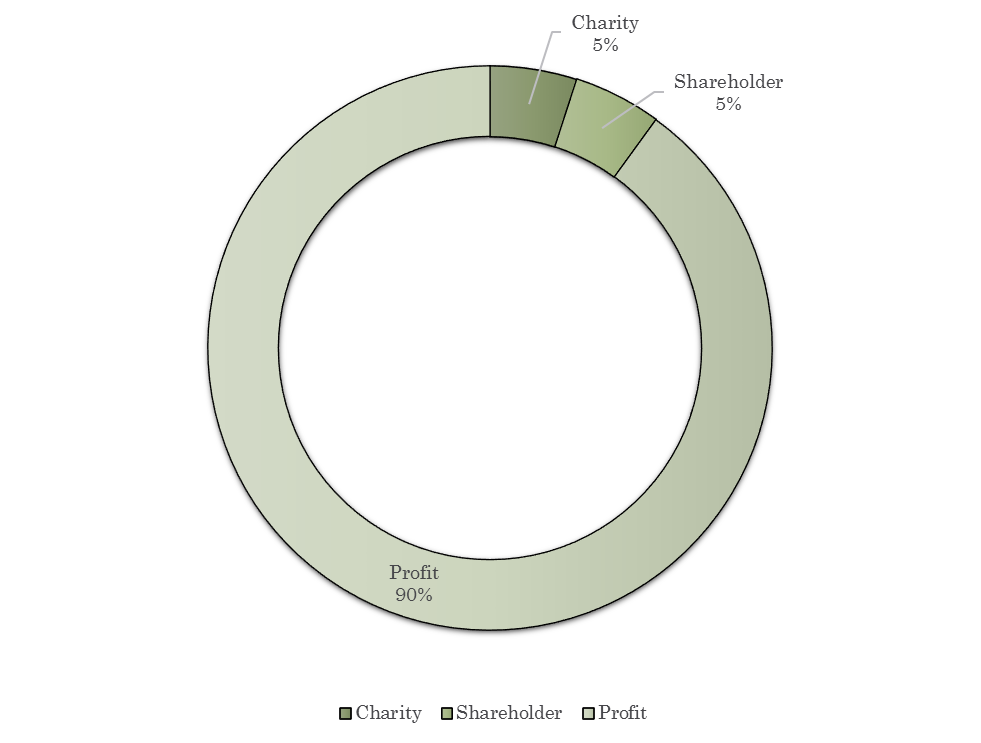 Charity
5%
Shareholder
5%
Profit
90%
Charity Shareholder Profit